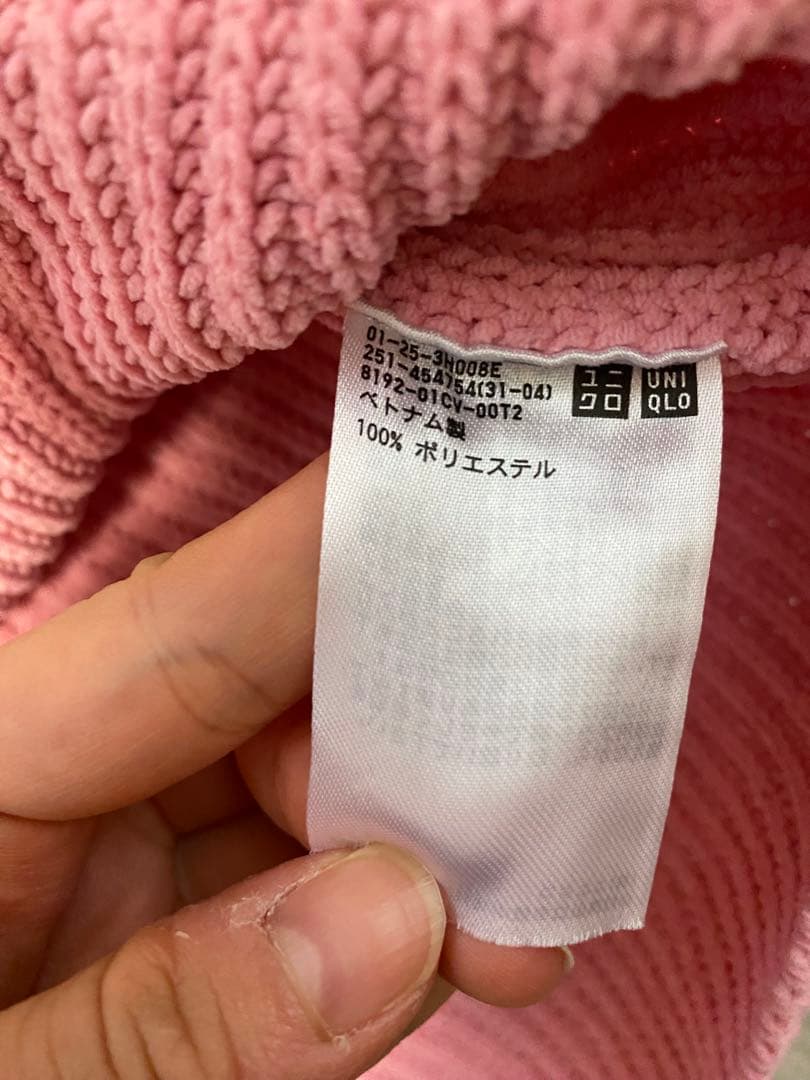 01-25-3N008E
251-454754(31-04)
8192-01CV-00T2
ベトナム製
100% ポリエステル
ユニ
クロ
UNI
QLO